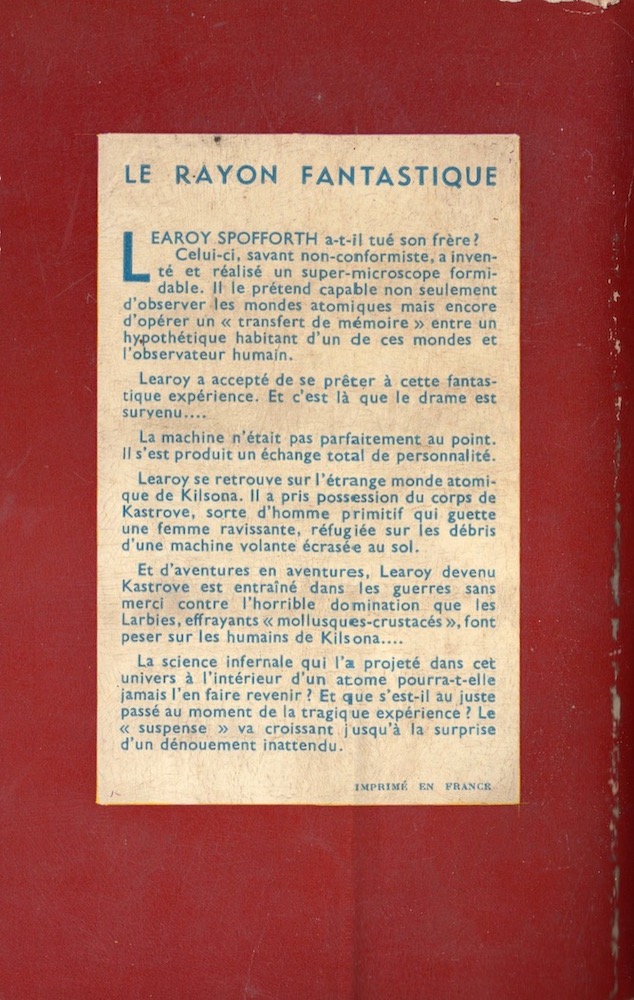 LE RAYON FANTASTIQUE
LEAROY SPOFFORTH a-t-il tué son frère ?
Celui-ci, savant non-conformiste, a inven-
té et réalisé un super-microscope formi-
dable. Il le prétend capable non seulement
d'observer les mondes atomiques mais encore
d'opérer un « transfert de mémoire » entre un
hypothétique habitant d'un de ces mondes et
l'observateur humain.
Learoy a accepté de se prêter à cette fantas-
tique expérience. Et c'est là que le drame est
survenu....
La machine n'était pas parfaitement au point.
Il s'est produit un échange total de personnalité.
Learoy se retrouve sur l'étrange monde atomi-
que de Kilsona. Il a pris possession du corps de
Kastrove, sorte d'homme primitif qui guette
une femme ravissante, réfugiée sur les débris
d'une machine volante écrasée au sol.
Et d'aventures en aventures, Learoy devenu
Kastrove est entraîné dans les guerres sans
merci contre l'horrible domination que les
Larbies, effrayants « mollusques-crustacés », font
peser sur les humains de Kilsona....
La science infernale qui l'a projeté dans cet
univers à l'intérieur d'un atome pourra-t-elle
jamais l'en faire revenir ? Et que s'est-il au juste
passé au moment de la tragique expérience ? Le
« suspense » va croissant jusqu'à la surprise
d'un dénouement inattendu.
IMPRIMÉ EN FRANCE